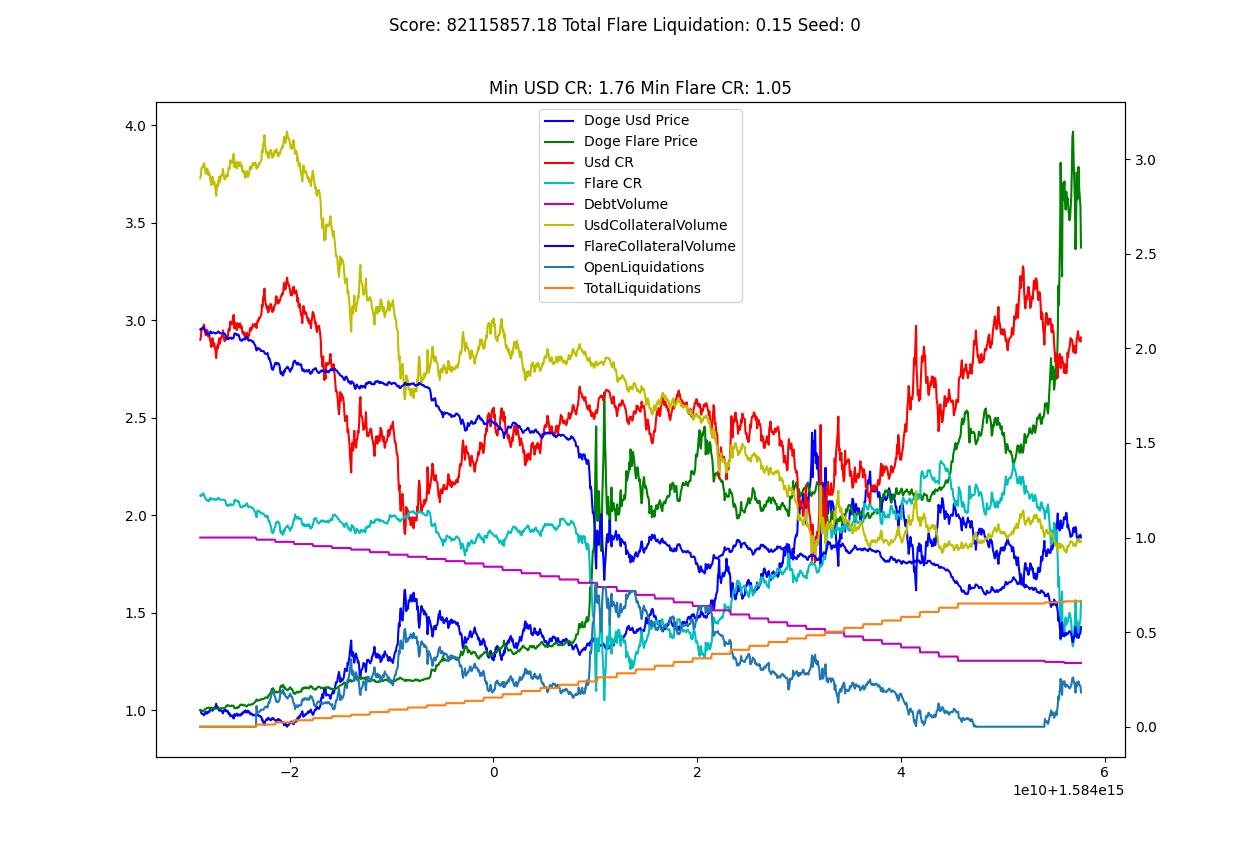 Score: 82115857.18 Total Flare Liquidation: 0.15 Seed: 0
Min USD CR: 1.76 Min Flare CR: 1.05
Doge Usd Price
Doge Flare Price
Usd CR
Flare CR
DebtVolume
UsdCollateralVolume
FlareCollateralVolume
OpenLiquidations
TotalLiquidations
4.0
3.5
3.0
2.5
2.0
1.5
1.0
3.0
2.5
2.0
1.5
1.0
0.5
0.0
−2 0 2 4 6
1e10+1.584e15